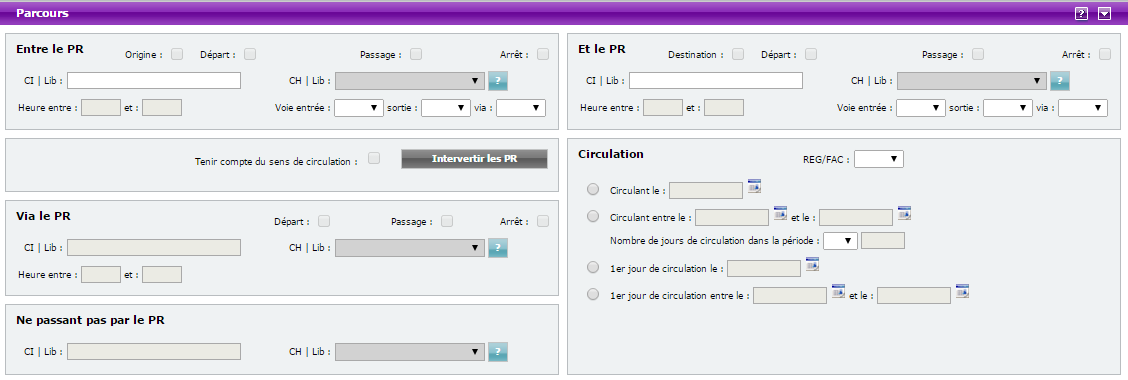 Parcours
?
Entre le PR Origine : Départ : Passage : Arrêt :
CI | Lib : CH | Lib : ?
Heure entre : et : Voie entrée : sortie : via :
Et le PR Destination : Départ : Passage : Arrêt :
CI | Lib : CH | Lib : ?
Heure entre : et : Voie entrée : sortie : via :
Tenir compte du sens de circulation : Intervertir les PR
Via le PR Départ : Passage : Arrêt :
CI | Lib : CH | Lib : ?
Heure entre : et :
Ne passant pas par le PR
CI | Lib : CH | Lib : ?
Circulation REG/FAC :
Circulant le :
Circulant entre le : et le :
Nombre de jours de circulation dans la période :
1er jour de circulation le :
1er jour de circulation entre le : et le :